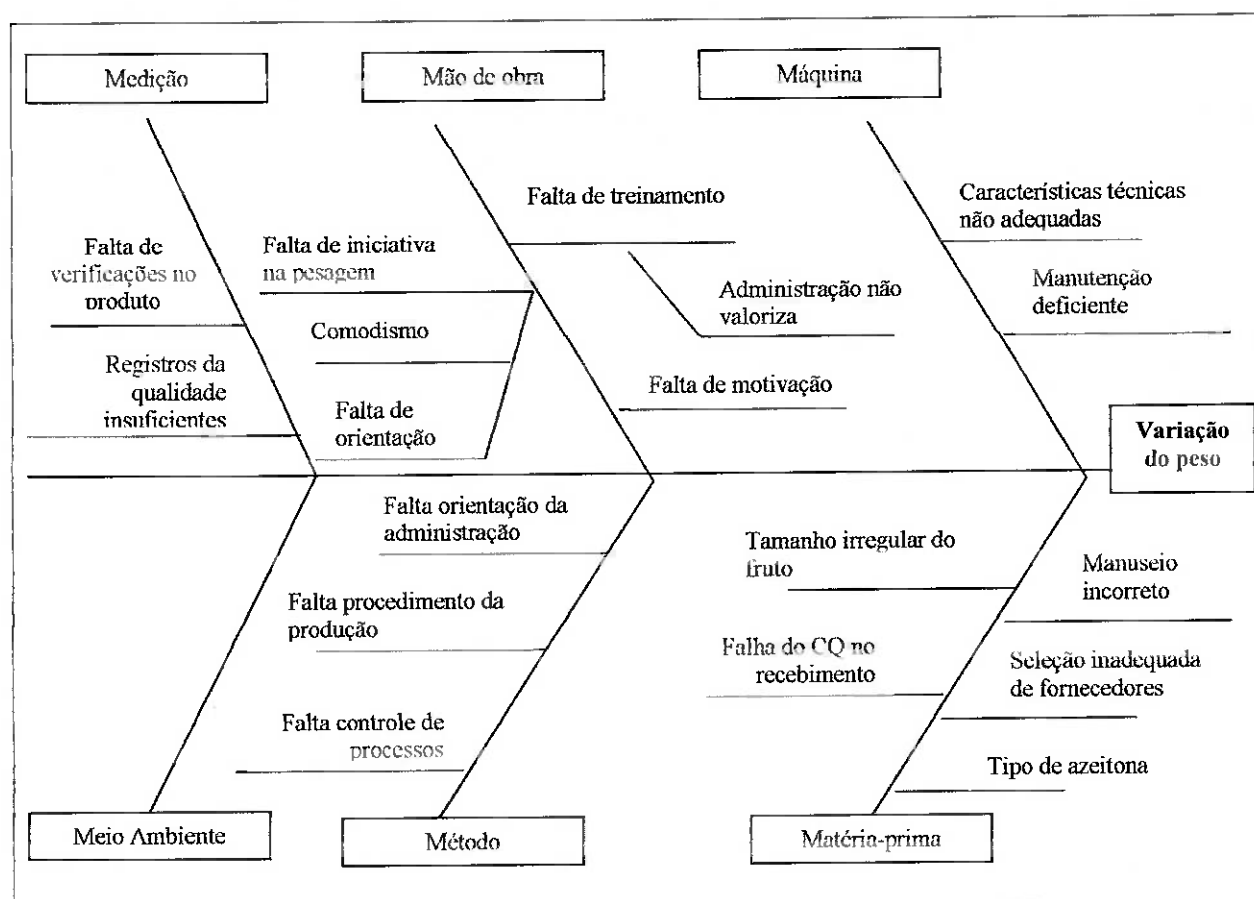 Medição
Mão de obra
Máquina
Falta de treinamento
Características técnicas
não adequadas
Falta de
verificações no
produto
Falta de iniciativa
na pesagem
Manutenção
deficiente
Administração não
valoriza
Comodismo
Registros da
qualidade
insuficientes
Falta de motivação
Falta de
orientação
Variação
do peso
Falta orientação da
administração
Tamanho irregular do
fruto
Manuseio
incorreto
Falta procedimento da
produção
Falha do CQ no
recebimento
Seleção inadequada
de fornecedores
Falta controle de
processos
Tipo de azeitona
Meio Ambiente
Método
Matéria-prima